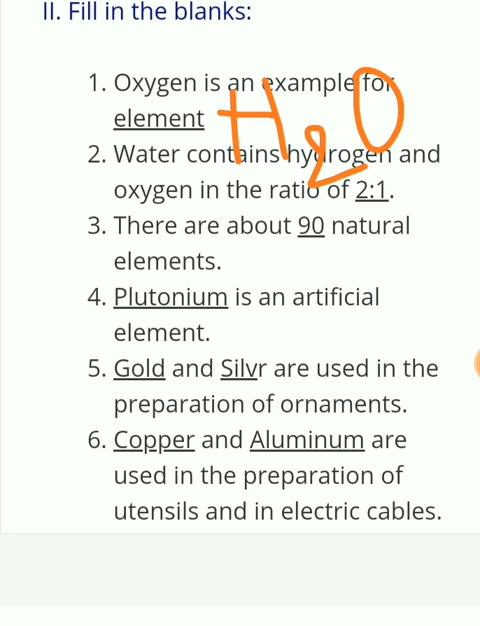 II. Fill in the blanks:
1. Oxygen is an example for
element
H2O
2. Water contains hydrogen and
oxygen in the ratio of 2:1.
3. There are about 90 natural
elements.
4. Plutonium is an artificial
element.
5. Gold and Silvr are used in the
preparation of ornaments.
6. Copper and Aluminum are
used in the preparation of
utensils and in electric cables.